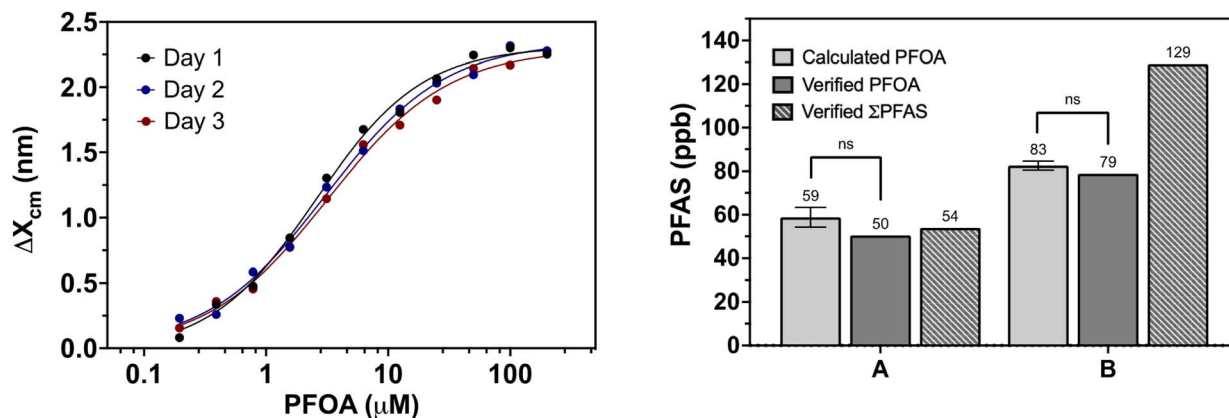 ΔXcm (nm)
2.5
2.0
1.5
1.0
0.5
0.0
Day 1
Day 2
Day 3
0.1
1
10
100
PFOA (μM)
PFAS (ppb)
140
120
100
80
60
40
20
0
Calculated PFOA
Verified PFOA
Verified ΣPFAS
ns
59
50
54
ns
83
79
129
A
B